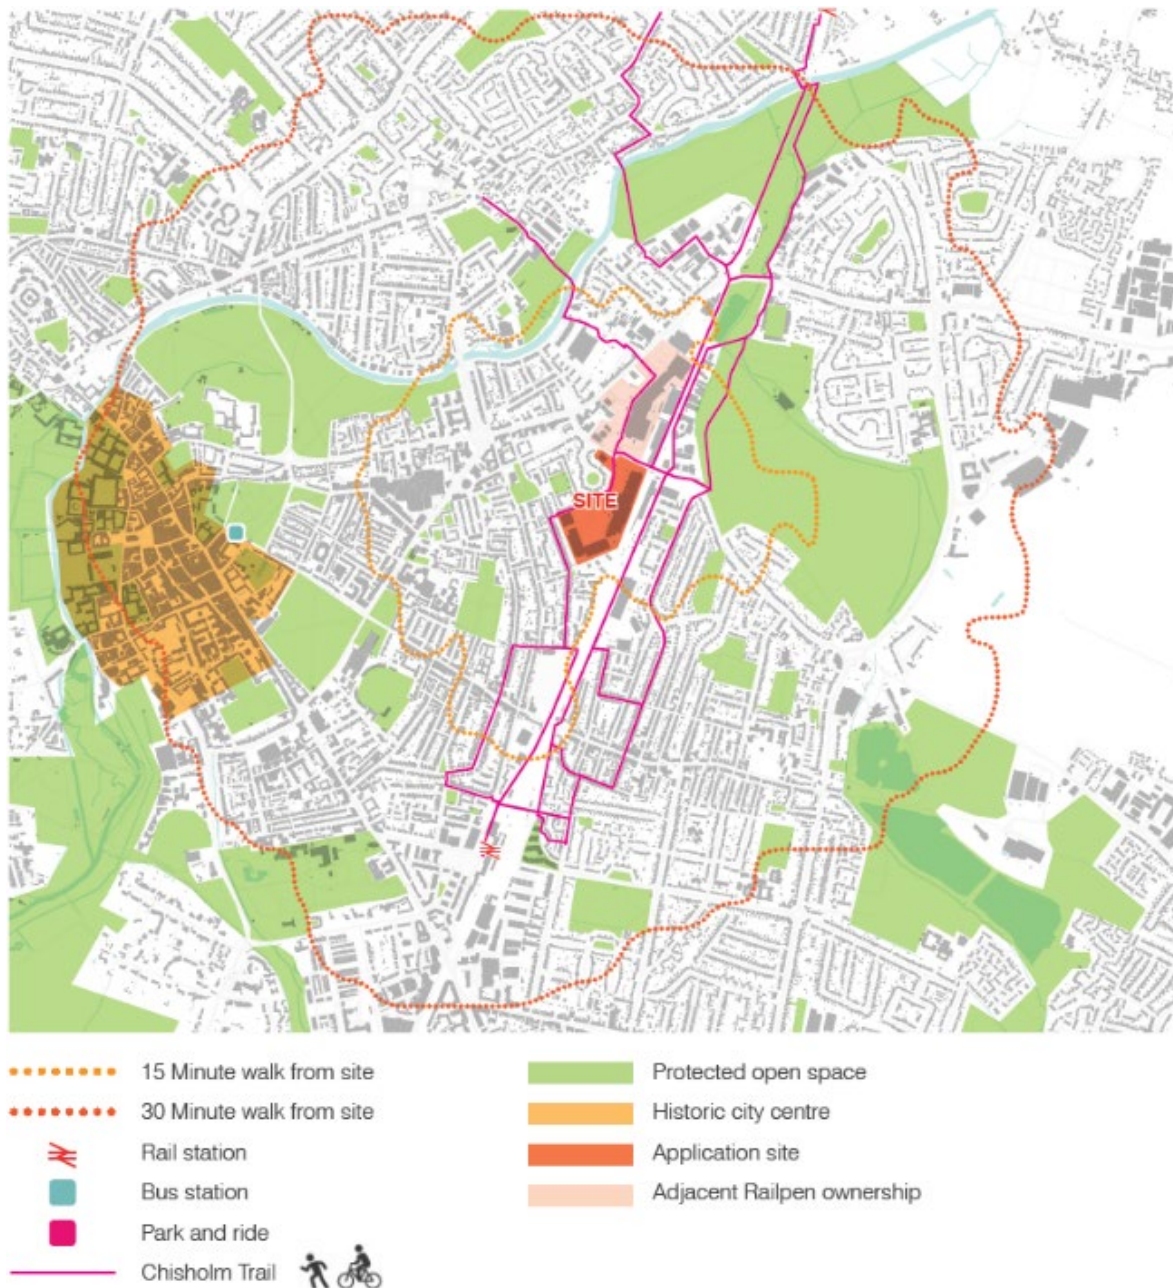 SITE
15 Minute walk from site
30 Minute walk from site
Rail station
Bus station
Park and ride
Chisholm Trail
Protected open space
Historic city centre
Application site
Adjacent Railpen ownership